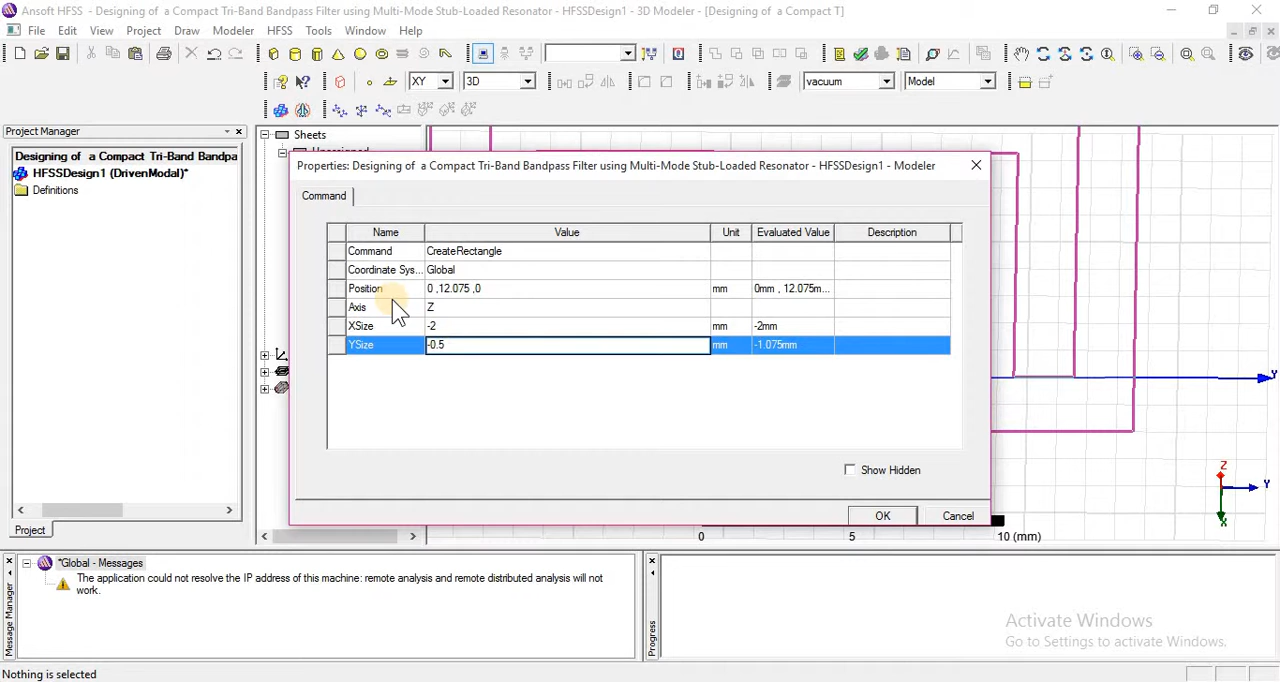 Ansoft HFSS - Designing of a Compact Tri-Band Bandpass Filter using Multi-Mode Stub-Loaded Resonator - HFSSDesign1 - 3D Modeler - [Designing of a Compact T]
File Edit View Project Draw Modeler HFSS Tools Window Help
XY 3D vacuum Model
Project Manager
Designing of a Compact Tri-Band Bandpa
HFSSDesign1 (DrivenModal)*
Definitions
Project
Sheets
Properties: Designing of a Compact Tri-Band Bandpass Filter using Multi-Mode Stub-Loaded Resonator - HFSSDesign1 - Modeler
Command
Name Value Unit Evaluated Value Description
Command CreateRectangle
Coordinate Sys... Global
Position 0 ,12.075 ,0 mm 0mm , 12.075m...
Axis Z
XSize -2 mm -2mm
YSize -0.5 mm -1.075mm
Show Hidden
OK Cancel
Y
Z
Y
X
0 5 10 (mm)
Message Manager
*Global - Messages
The application could not resolve the IP address of this machine: remote analysis and remote distributed analysis will not
work.
Progress
Activate Windows
Go to Settings to activate Windows.
Nothing is selected